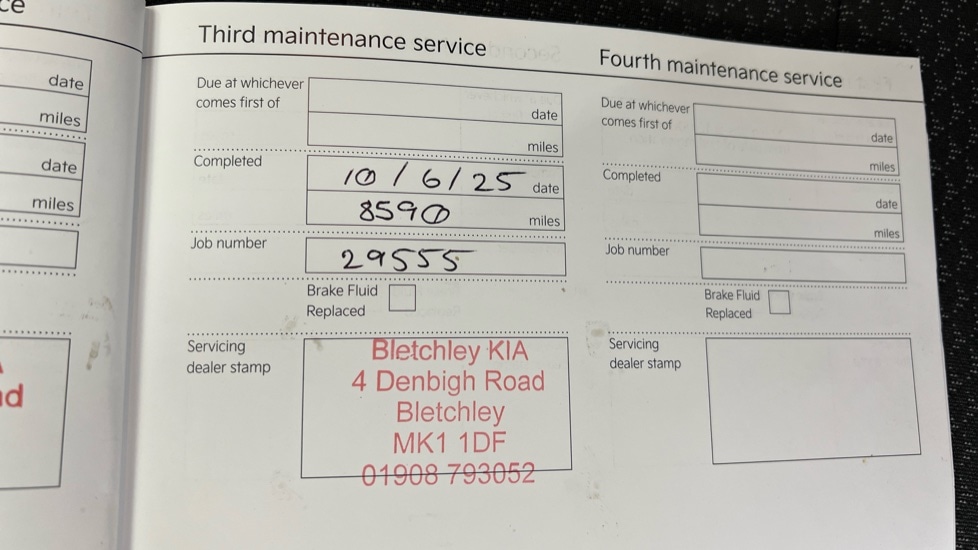 ce
date
miles
date
miles
d
Third maintenance service
Due at whichever
comes first of
date
miles
Completed
10/6/25 date
8590 miles
Job number
29555
Brake Fluid
Replaced
Servicing
dealer stamp
Bletchley KIA
4 Denbigh Road
Bletchley
MK1 1DF
01908 793052
Fourth maintenance service
Due at whichever
comes first of
date
miles
Completed
date
miles
Job number
Brake Fluid
Replaced
Servicing
dealer stamp